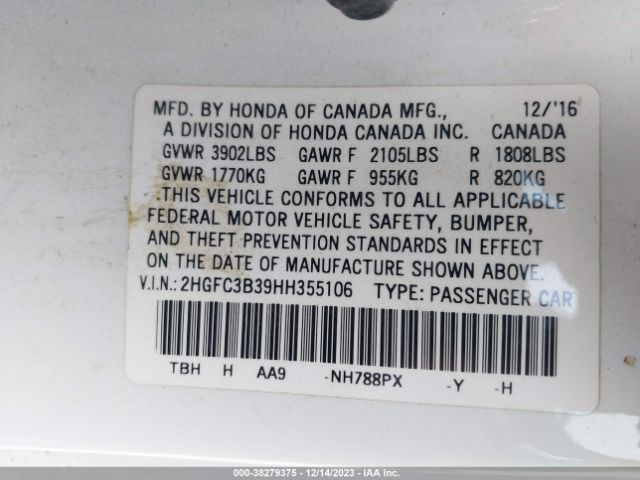 MFD. BY HONDA OF CANADA MFG., 12/'16
A DIVISION OF HONDA CANADA INC. CANADA
GVWR 3902LBS GAWR F 2105LBS R 1808LBS
GVWR 1770KG GAWR F 955KG R 820KG
THIS VEHICLE CONFORMS TO ALL APPLICABLE
FEDERAL MOTOR VEHICLE SAFETY, BUMPER,
AND THEFT PREVENTION STANDARDS IN EFFECT
ON THE DATE OF MANUFACTURE SHOWN ABOVE.
V.I.N.: 2HGFC3B39HH355106 TYPE: PASSENGER CAR
TBH H AA9 -NH788PX -Y -H
000-38279375 - 12/14/2023 - IAA Inc.